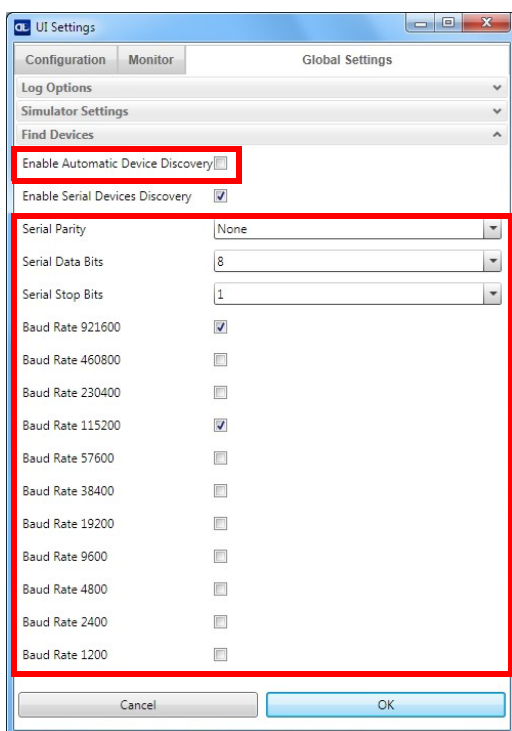 DL UI Settings
Configuration Monitor Global Settings
Log Options
Simulator Settings
Find Devices
Enable Automatic Device Discovery
Enable Serial Devices Discovery
Serial Parity None
Serial Data Bits 8
Serial Stop Bits 1
Baud Rate 921600
Baud Rate 460800
Baud Rate 230400
Baud Rate 115200
Baud Rate 57600
Baud Rate 38400
Baud Rate 19200
Baud Rate 9600
Baud Rate 4800
Baud Rate 2400
Baud Rate 1200
Cancel OK